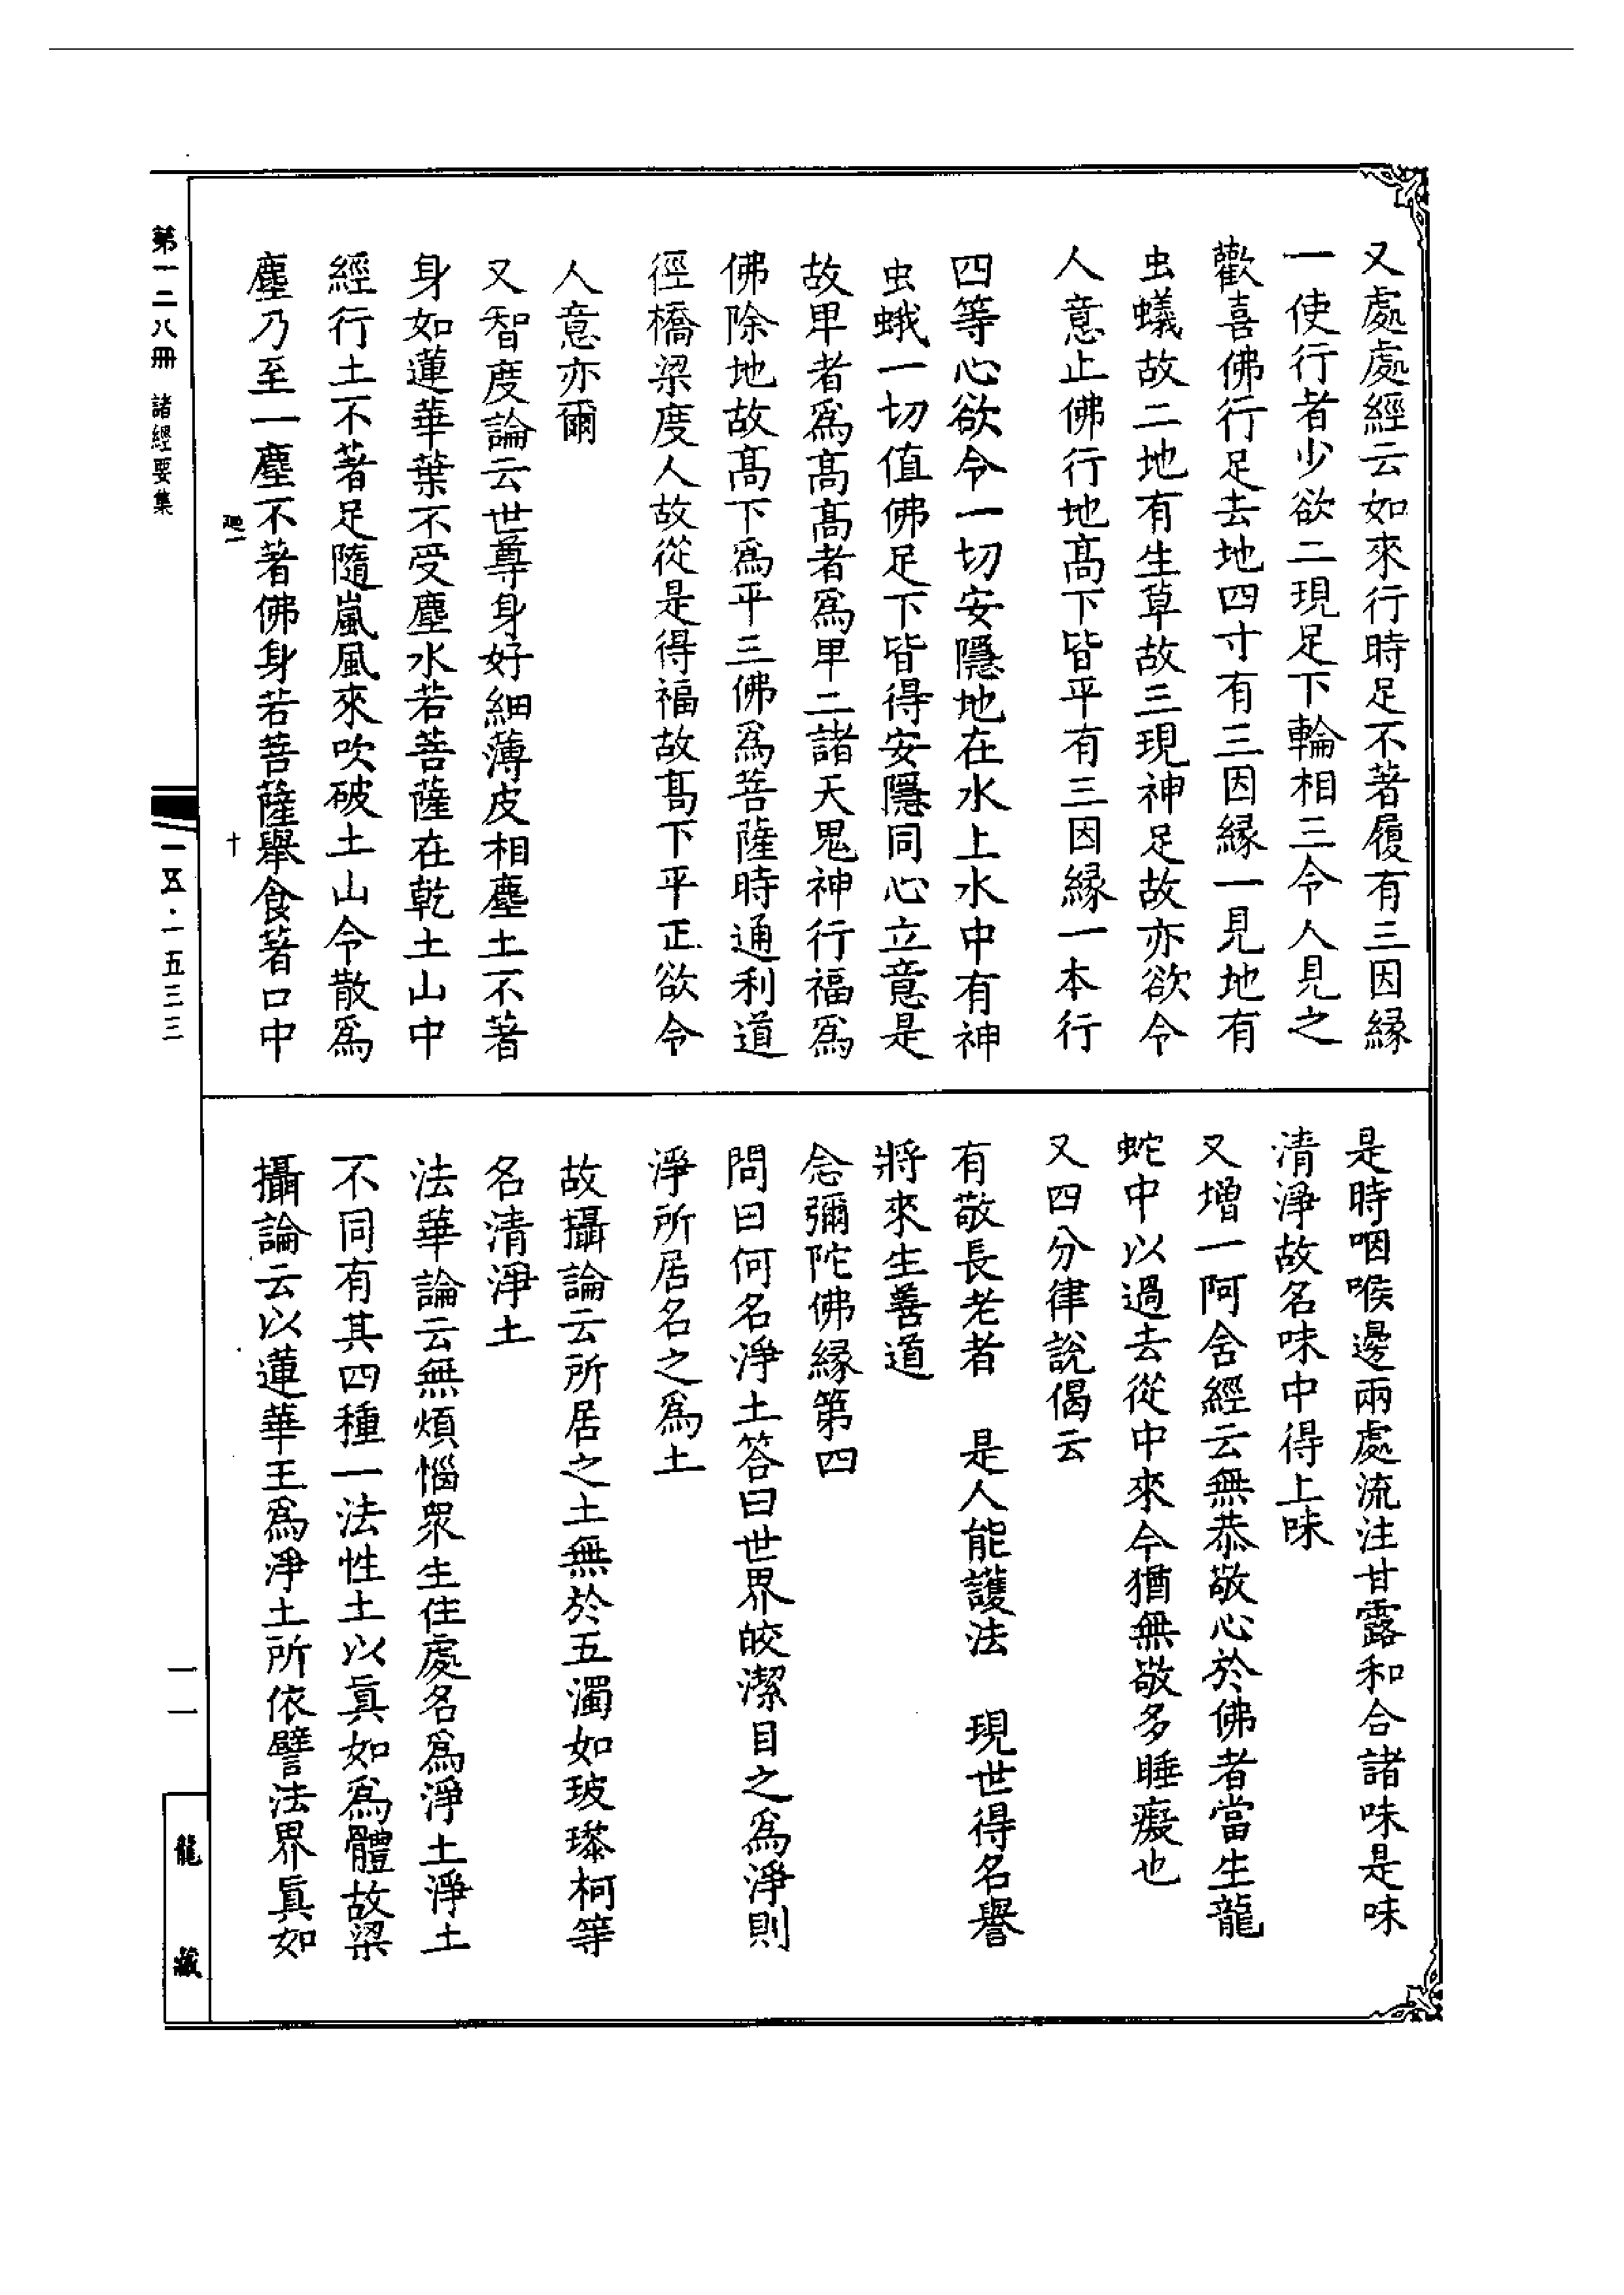 又處處經云如來行時足不著履有三因縁
一使行者少欲二現足下輪相三令人見之
歡喜佛行足去地四寸有三因縁一見地有
虫蟻故二地有生草故三現神足故亦欲令
人意止佛行地髙下皆平有三因縁一本行
四等心欲令一切安隱地在水上水中有神
虫蛾一切值佛足下皆得安隱同心立意是
故卑者爲髙髙者爲卑二諸天鬼神行福爲
佛除地故髙下爲平三佛爲菩薩時通利道
徑橋梁度人故從是得福故髙下平正欲令
人意亦爾
又智度論云世尊身好細薄皮相塵土不著
身如蓮華葉不受塵水若菩薩在乾土山中
經行土不著足隨嵐風來吹破土山令散爲
塵乃至一塵不著佛身若菩薩舉食著口中
是時咽喉邊兩處流注甘露和合諸味是味
清淨故名味中得上味
又增一阿含經云無恭敬心於佛者當生龍
蛇中以過去從中來今猶無敬多睡癡也
又四分律說偈云
有敬長老者　是人能護法　現世得名譽
將來生善道
念彌陀佛縁第四
問曰何名淨土答曰世界皎潔目之爲淨則
淨所居名之爲土
故攝論云所居之土無於五濁如玻瓈柯等
名清淨土
法華論云無煩惱衆生住處名爲淨土淨土
不同有其四種一法性土以眞如爲體故梁
攝論云以蓮華王爲淨土所依譬法界眞如
第一二八冊　諸經要集
十
一五·一五三三
一一
龍藏